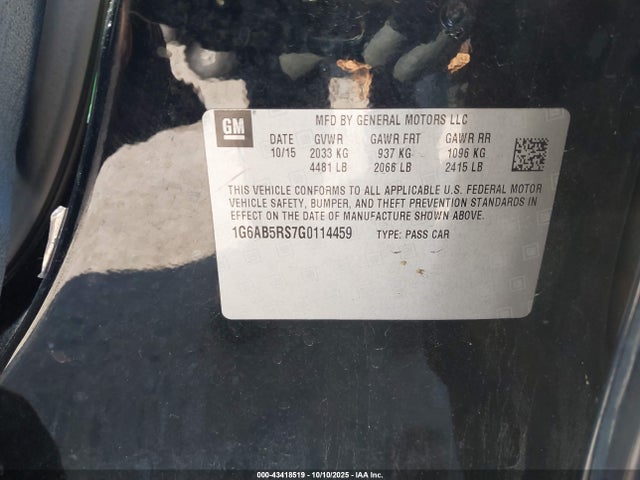 GM
MFD BY GENERAL MOTORS LLC
DATE GVWR GAWR FRT GAWR RR
10/15 2033 KG 937 KG 1096 KG
4481 LB 2066 LB 2415 LB
THIS VEHICLE CONFORMS TO ALL APPLICABLE U.S. FEDERAL MOTOR
VEHICLE SAFETY, BUMPER, AND THEFT PREVENTION STANDARDS IN
EFFECT ON THE DATE OF MANUFACTURE SHOWN ABOVE.
1G6AB5RS7G0114459 TYPE: PASS CAR
000-43418519 | 10/10/2025 - IAA Inc.